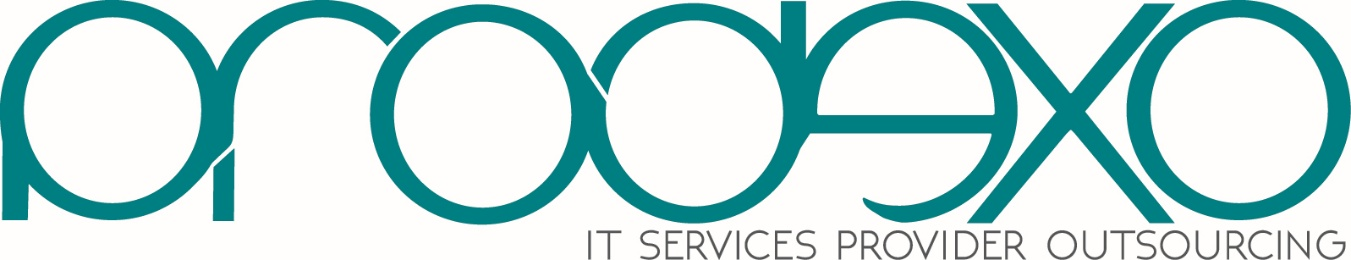 prodexo
IT SERVICES PROVIDER OUTSOURCING